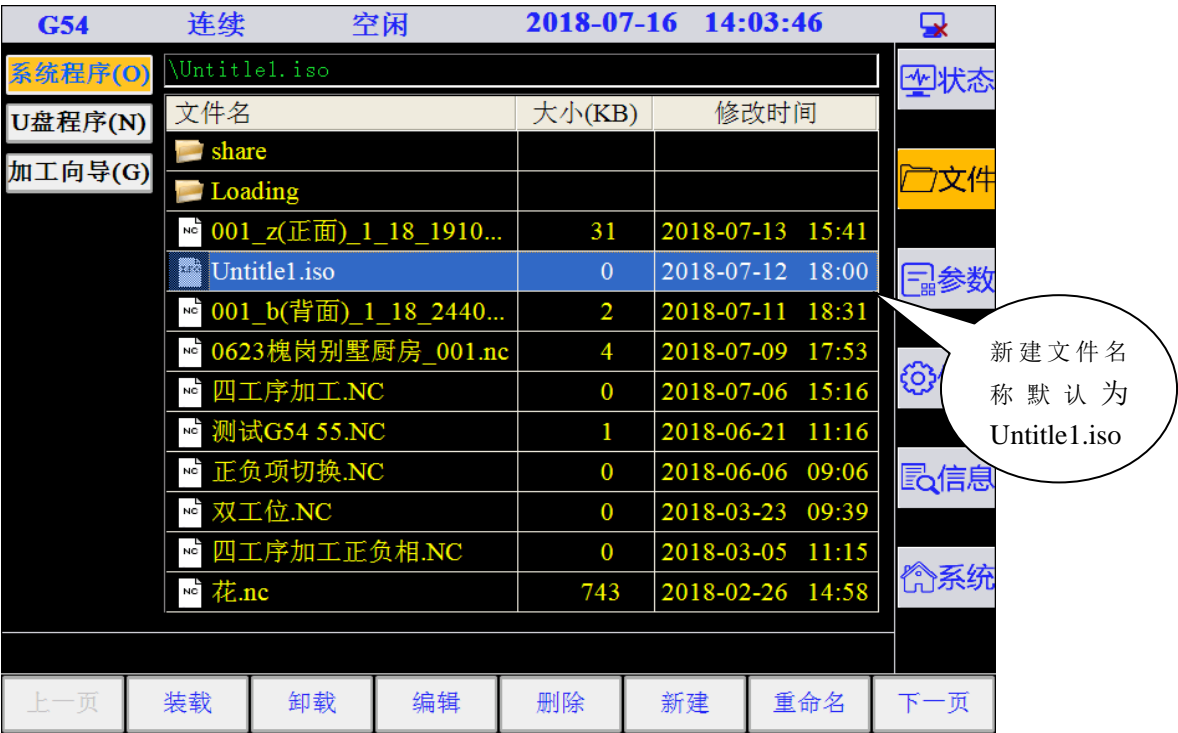 G54 连续 空闲 2018-07-16 14:03:46
系统程序(O)
U盘程序(N)
加工向导(G)
\Untitle1.iso
文件名 大小(KB) 修改时间
share
Loading
001_z(正面)_1_18_1910... 31 2018-07-13 15:41
Untitle1.iso 0 2018-07-12 18:00
001_b(背面)_1_18_2440... 2 2018-07-11 18:31
0623槐岗别墅厨房_001.nc 4 2018-07-09 17:53
四工序加工.NC 0 2018-07-06 15:16
测试G54 55.NC 1 2018-06-21 11:16
正负项切换.NC 0 2018-06-06 09:06
双工位.NC 0 2018-03-23 09:39
四工序加工正负相.NC 0 2018-03-05 11:15
花.nc 743 2018-02-26 14:58
状态
文件
参数
信息
系统
新建文件名
称默认为
Untitle1.iso
上一页 装载 卸载 编辑 删除 新建 重命名 下一页